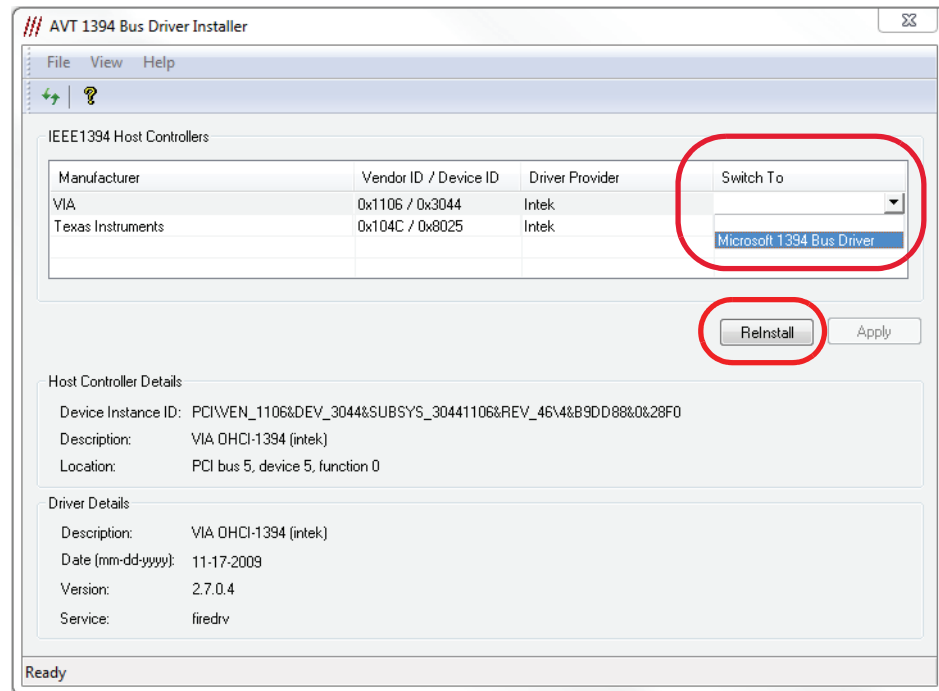 AVT 1394 Bus Driver Installer
File View Help
IEEE1394 Host Controllers
Manufacturer Vendor ID / Device ID Driver Provider Switch To
VIA 0x1106 / 0x3044 Intek
Texas Instruments 0x104C / 0x8025 Intek
Microsoft 1394 Bus Driver
ReInstall Apply
Host Controller Details
Device Instance ID: PCI\VEN_1106&DEV_3044&SUBSYS_30441106&REV_46\4&B9DD88&0&28F0
Description: VIA OHCI-1394 (intek)
Location: PCI bus 5, device 5, function 0
Driver Details
Description: VIA OHCI-1394 (intek)
Date (mm-dd-yyyy): 11-17-2009
Version: 2.7.0.4
Service: firedrv
Ready